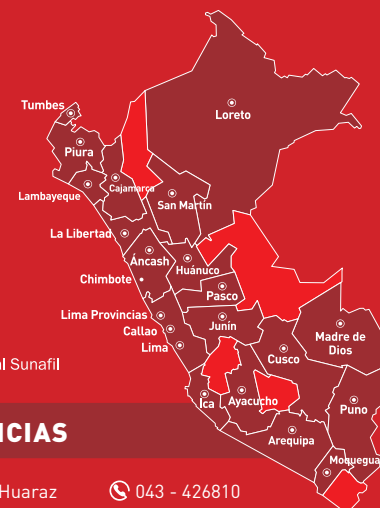 Tumbes
Loreto
Piura
Cajamarca
Lambayeque
San Martín
La Libertad
Áncash
Huánuco
Chimbote
Pasco
Lima Provincias
Junín
Callao
Madre de
Dios
Lima
Cusco
al Sunafil
Ica
Ayacucho
Puno
ICIAS
Arequipa
Moquegua
Huaraz
043 - 426810